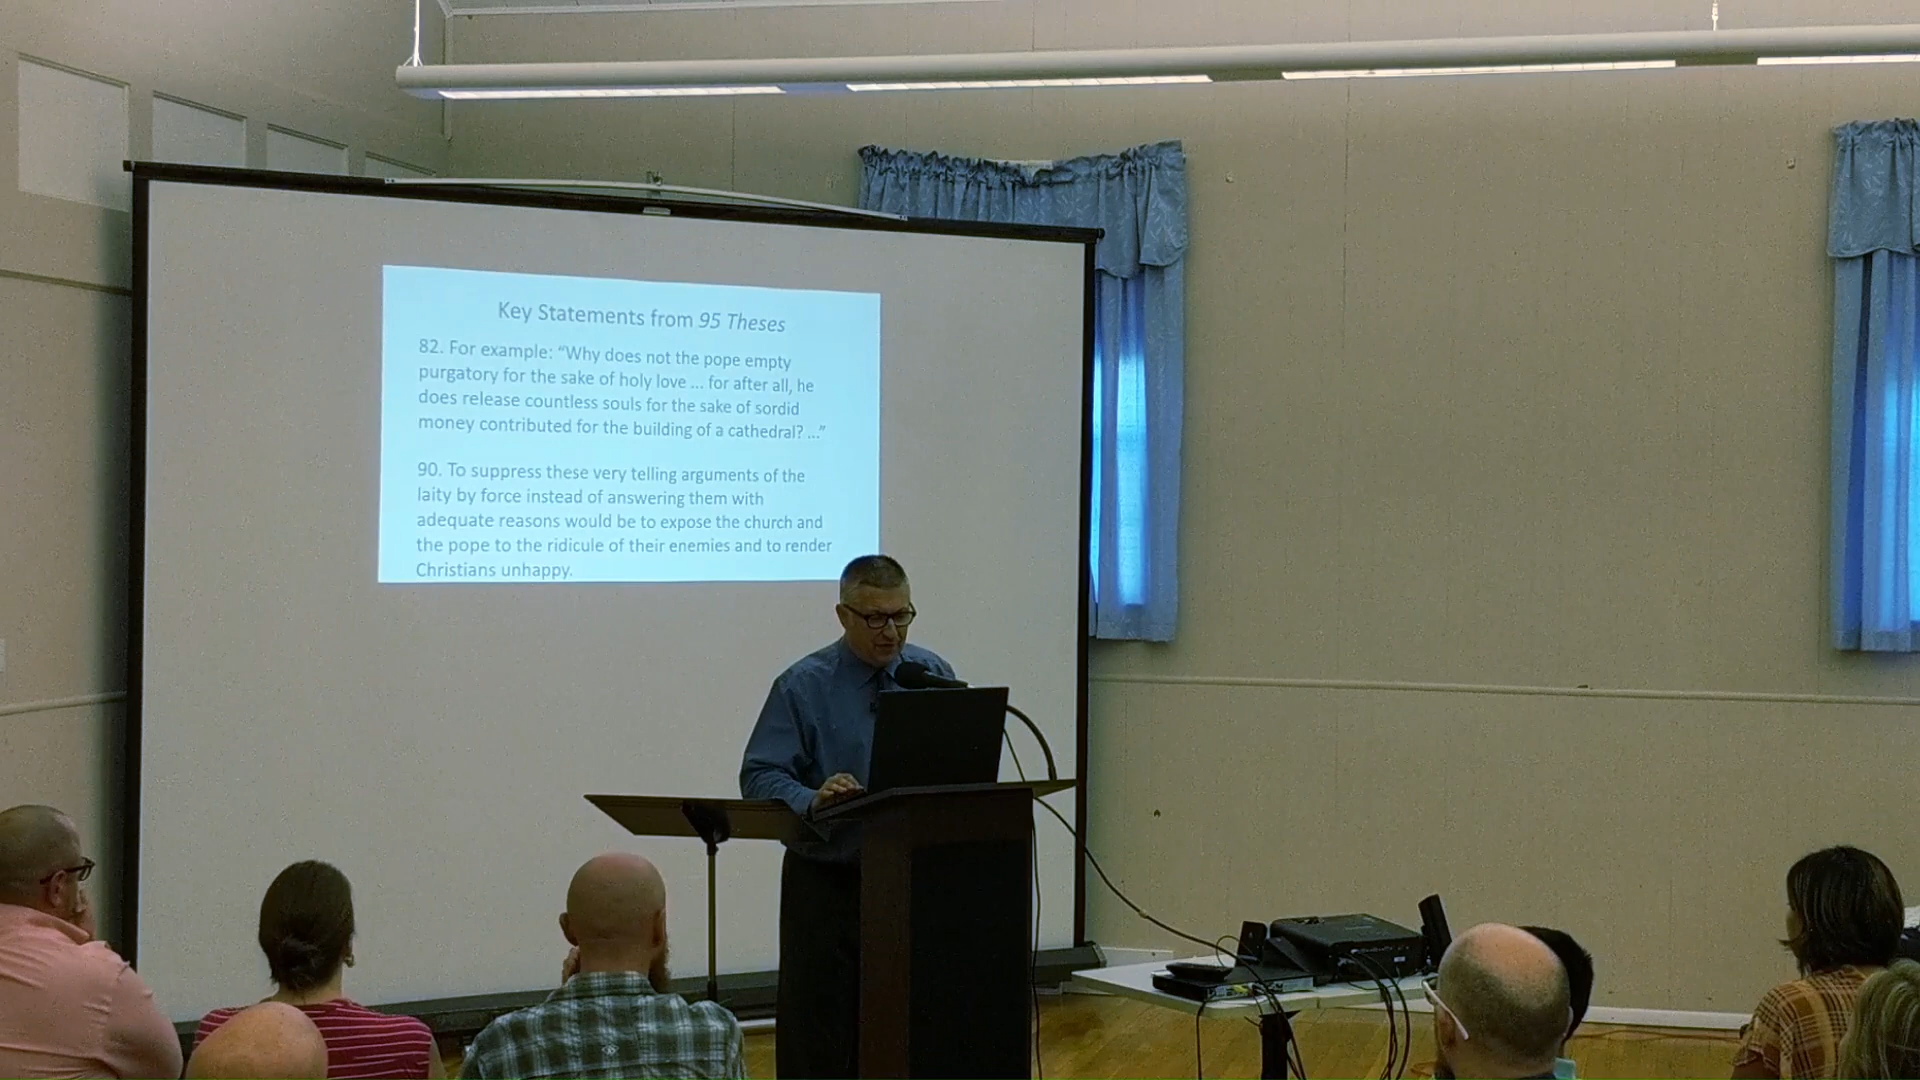 Key Statements from 95 Theses
82. For example: “Why does not the pope empty
purgatory for the sake of holy love ... for after all, he
does release countless souls for the sake of sordid
money contributed for the building of a cathedral? ...”
90. To suppress these very telling arguments of the
laity by force instead of answering them with
adequate reasons would be to expose the church and
the pope to the ridicule of their enemies and to render
Christians unhappy.